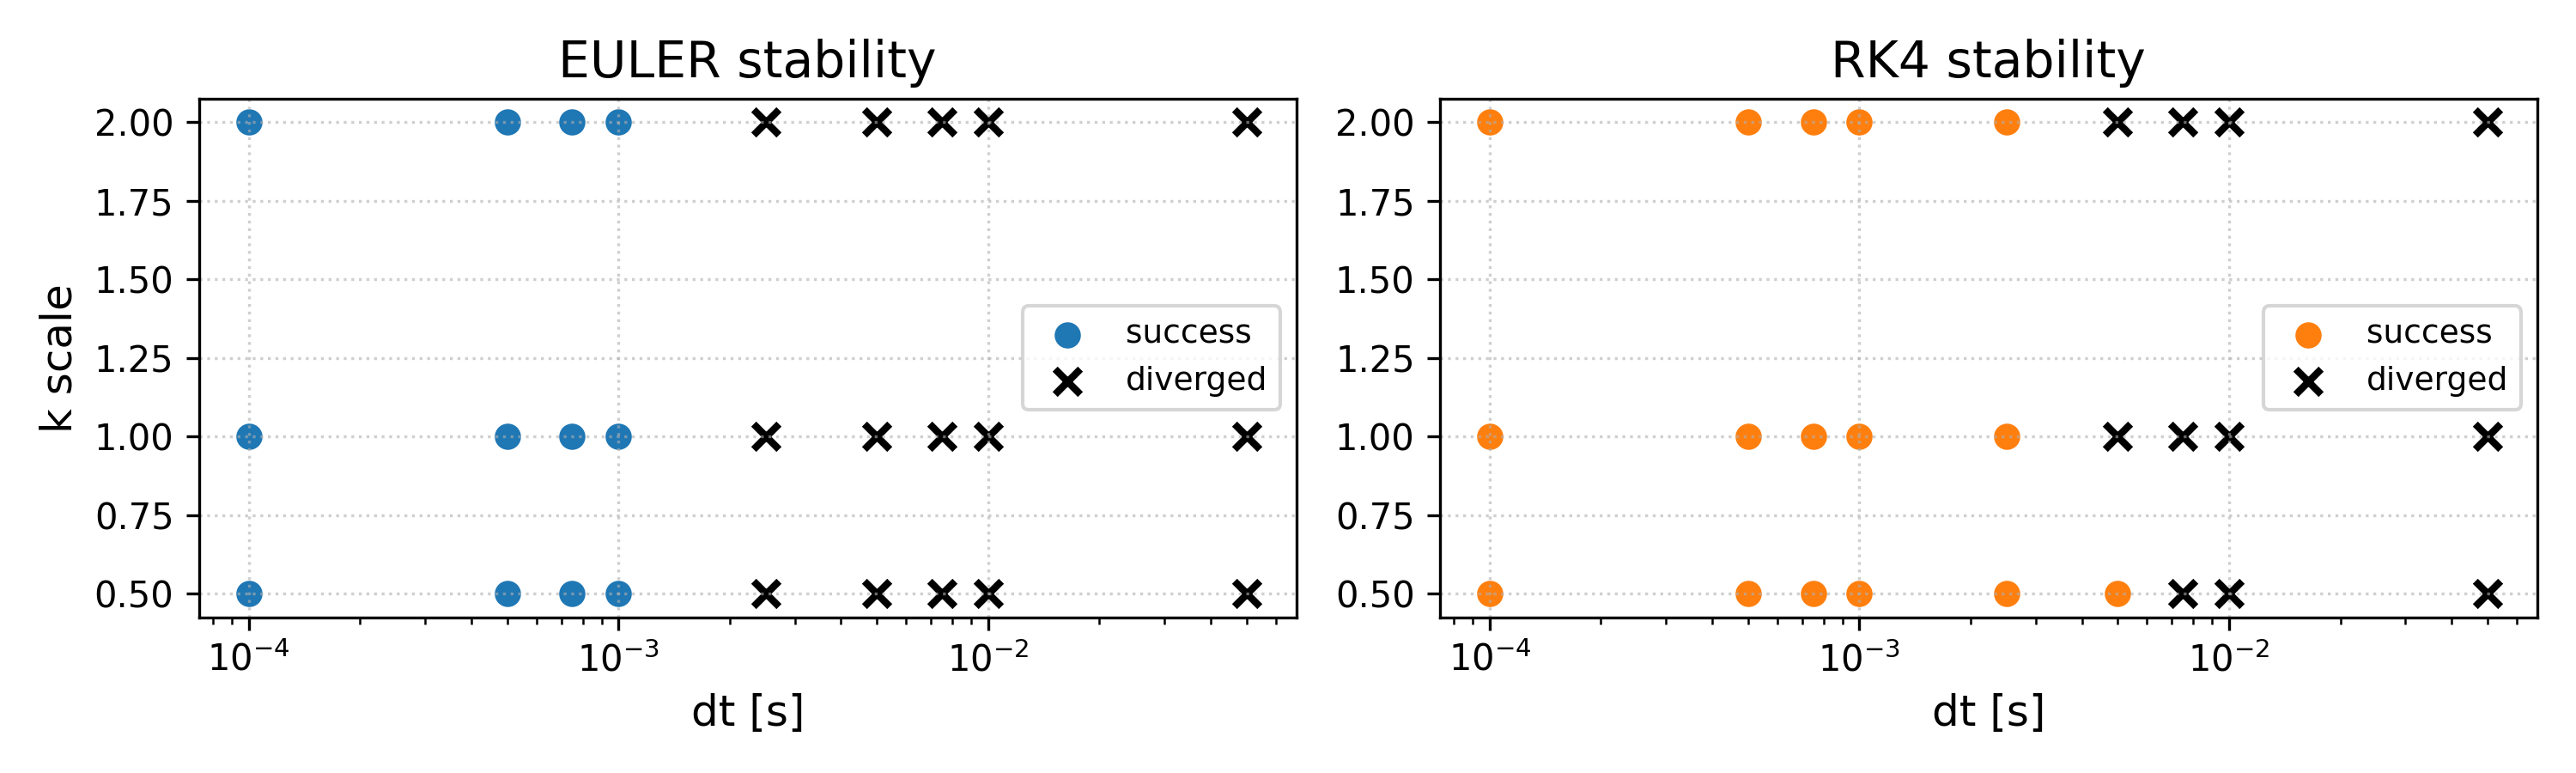 EULER stability
2.00
1.75
1.50
1.25
1.00
0.75
0.50
k scale
success
diverged
10⁻⁴ 10⁻³ 10⁻²
dt [s]
RK4 stability
2.00
1.75
1.50
1.25
1.00
0.75
0.50
success
diverged
10⁻⁴ 10⁻³ 10⁻²
dt [s]